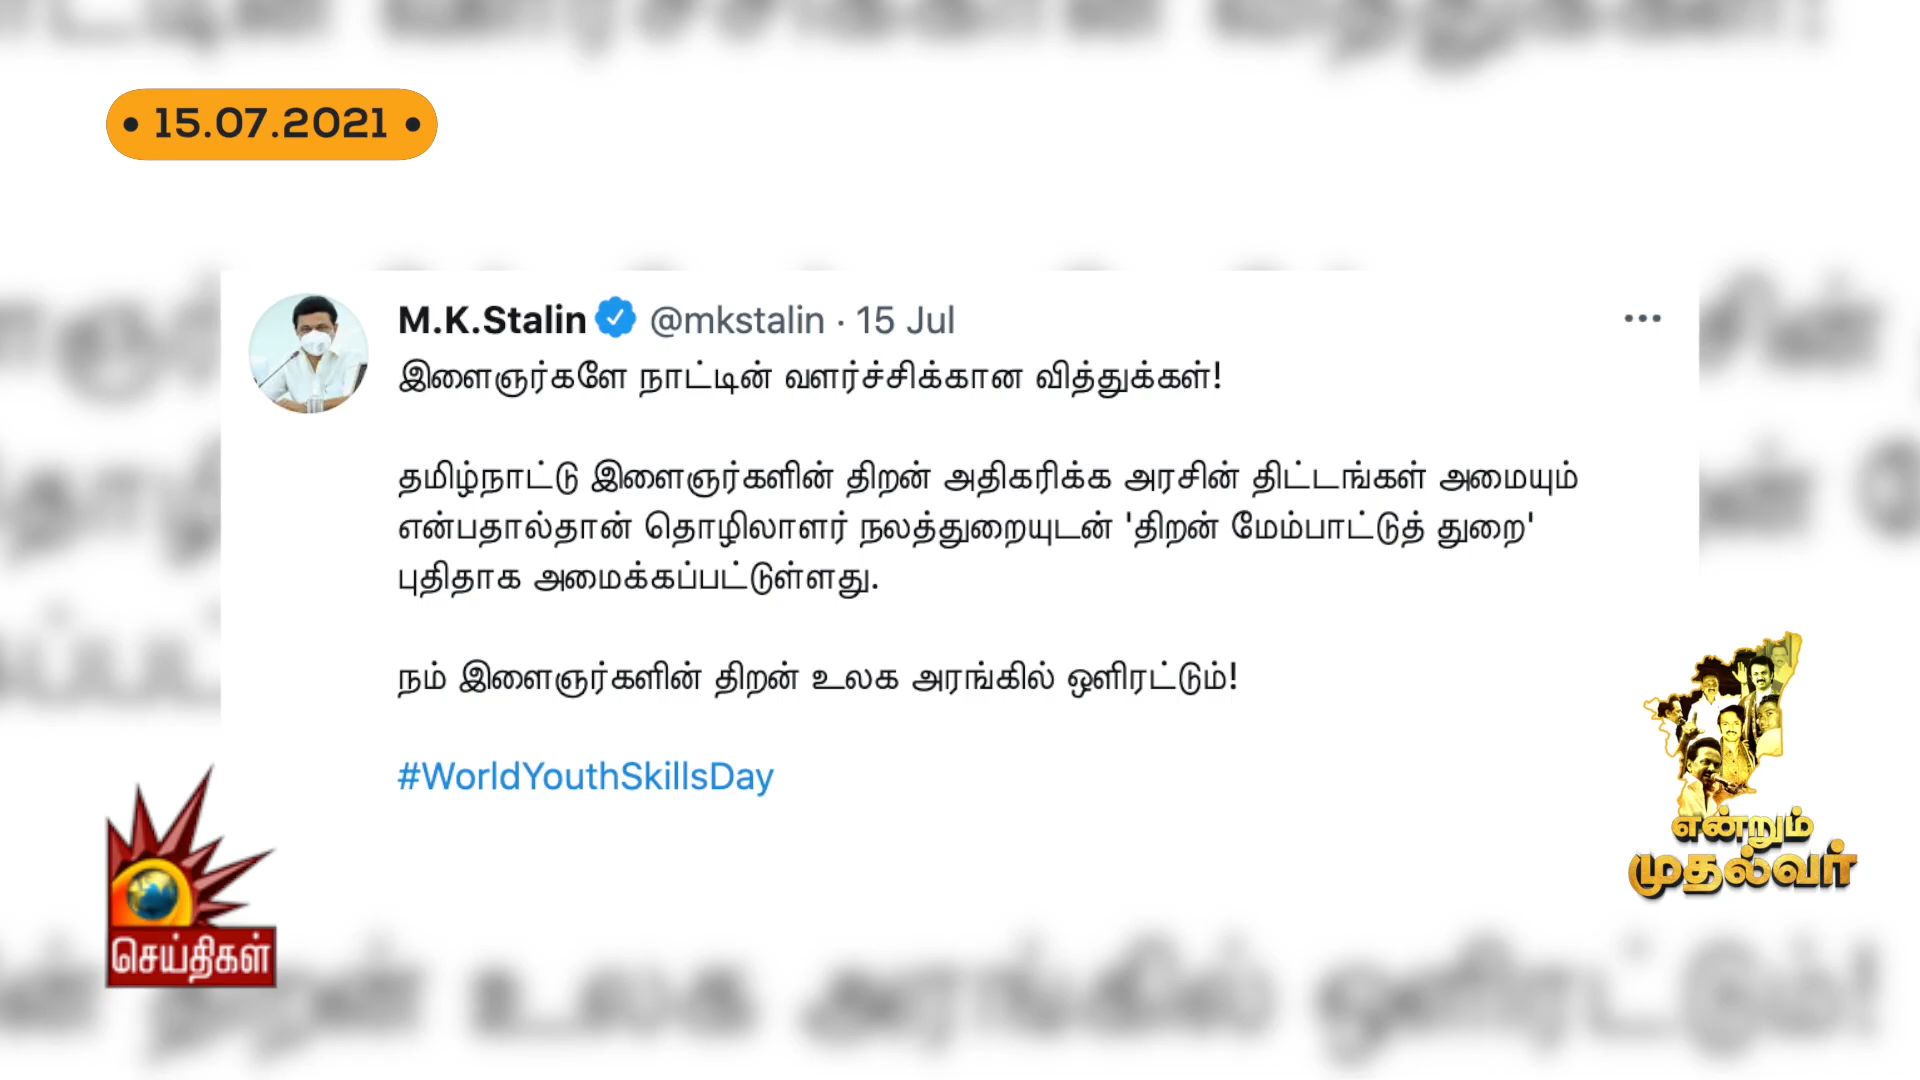 • 15.07.2021 •
M.K.Stalin @mkstalin · 15 Jul
இளைஞர்களே நாட்டின் வளர்ச்சிக்கான வித்துக்கள்!
தமிழ்நாட்டு இளைஞர்களின் திறன் அதிகரிக்க அரசின் திட்டங்கள் அமையும்
என்பதால்தான் தொழிலாளர் நலத்துறையுடன் 'திறன் மேம்பாட்டுத் துறை'
புதிதாக அமைக்கப்பட்டுள்ளது.
நம் இளைஞர்களின் திறன் உலக அரங்கில் ஒளிரட்டும்!
#WorldYouthSkillsDay
என்றும்
முதல்வர்
செய்திகள்